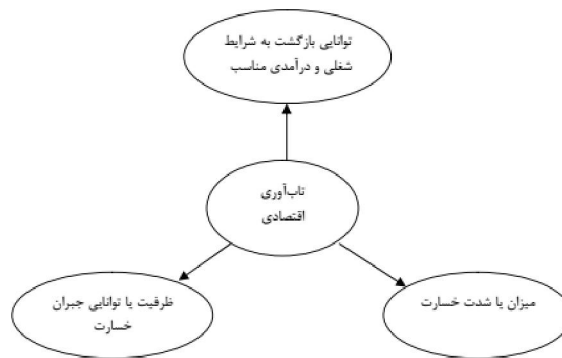 توانایی بازگشت به شرایط
شغلی و درآمدی مناسب
تاب‌آوری
اقتصادی
میزان یا شدت خسارت
ظرفیت یا توانایی جبران
خسارت